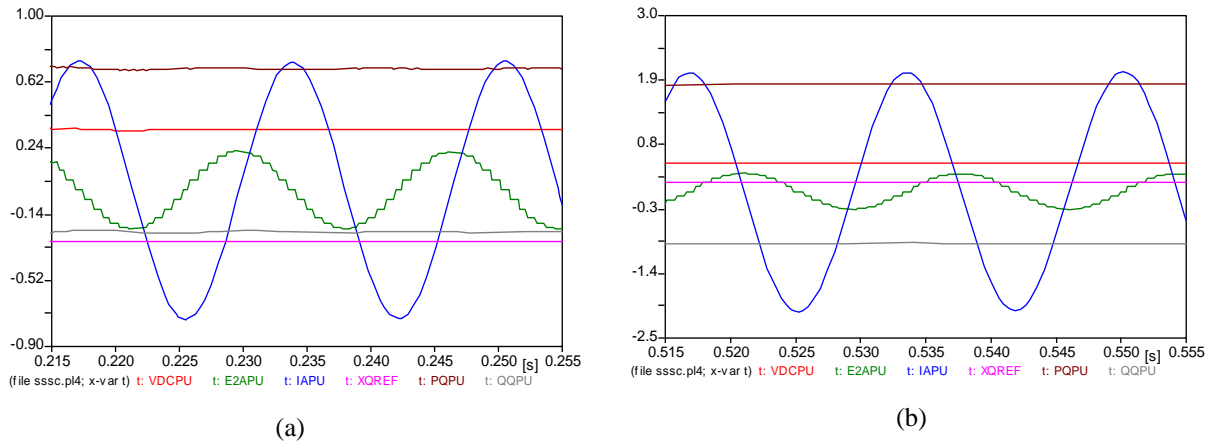 1.00
0.62
0.24
-0.14
-0.52
-0.90
0.215 0.220 0.225 0.230 0.235 0.240 0.245 0.250 [s] 0.255
(file sssc.pl4; x-var t) t: VDCPU t: E2APU t: IAPU t: XQREF t: PQPU t: QQPU
(a)
3.0
1.9
0.8
-0.3
-1.4
-2.5
0.515 0.520 0.525 0.530 0.535 0.540 0.545 0.550 [s] 0.555
(file sssc.pl4; x-var t) t: VDCPU t: E2APU t: IAPU t: XQREF t: PQPU t: QQPU
(b)